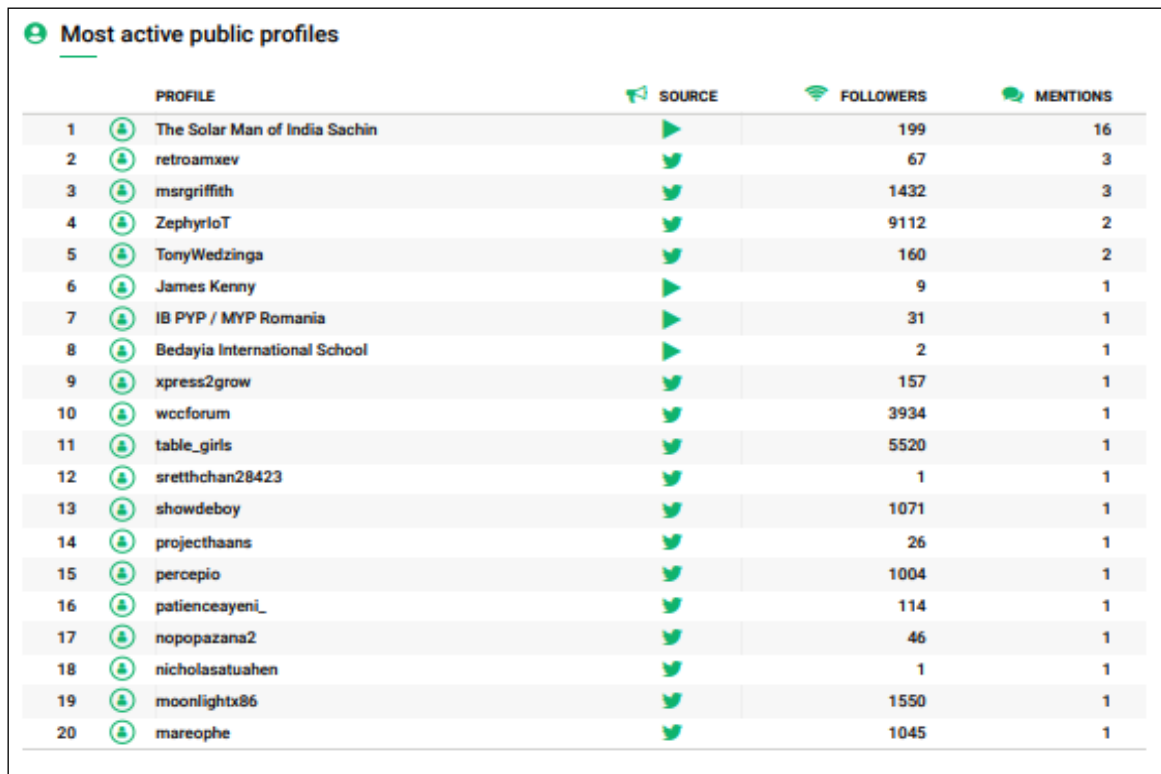 Most active public profiles
PROFILE SOURCE FOLLOWERS MENTIONS
1 The Solar Man of India Sachin 199 16
2 retroamxev 67 3
3 msrgriffith 1432 3
4 ZephyrIoT 9112 2
5 TonyWedzinga 160 2
6 James Kenny 9 1
7 IB PYP / MYP Romania 31 1
8 Bedayia International School 2 1
9 xpress2grow 157 1
10 wccforum 3934 1
11 table_girls 5520 1
12 sretthchan28423 1 1
13 showdeboy 1071 1
14 projecthaans 26 1
15 percepio 1004 1
16 patienceayeni_ 114 1
17 nopopazana2 46 1
18 nicholasatuahen 1 1
19 moonlightx86 1550 1
20 mareophe 1045 1